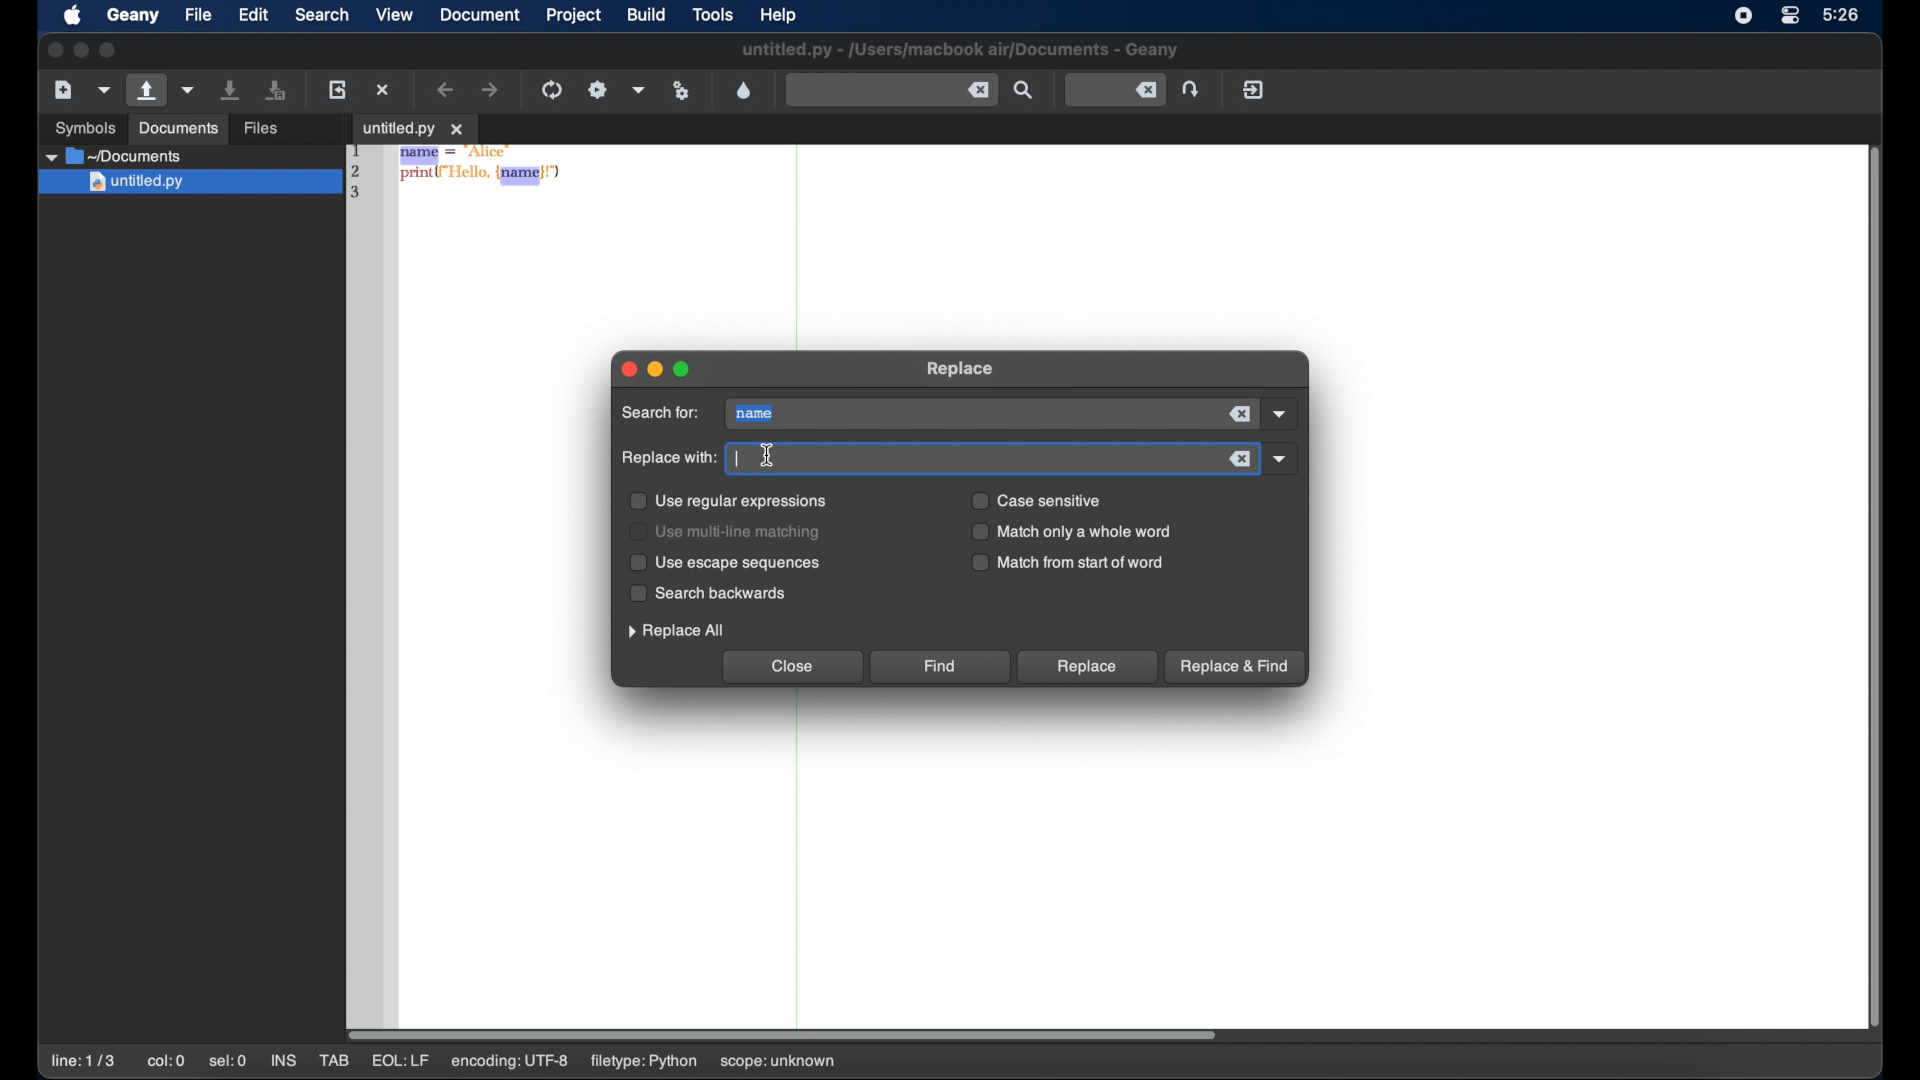 Geany File Edit Search View Document Project Build Tools Help 5:26
untitled.py - /Users/macbook air/Documents - Geany
Symbols Documents Files untitled.py
~/Documents
untitled.py
1 name = "Alice"
2 print(f"Hello, {name}!")
3
Replace
Search for: name
Replace with:
Use regular expressions Case sensitive
Use multi-line matching Match only a whole word
Use escape sequences Match from start of word
Search backwards
Replace All
Close Find Replace Replace & Find
line: 1 / 3 col: 0 sel: 0 INS TAB EOL: LF encoding: UTF-8 filetype: Python scope: unknown